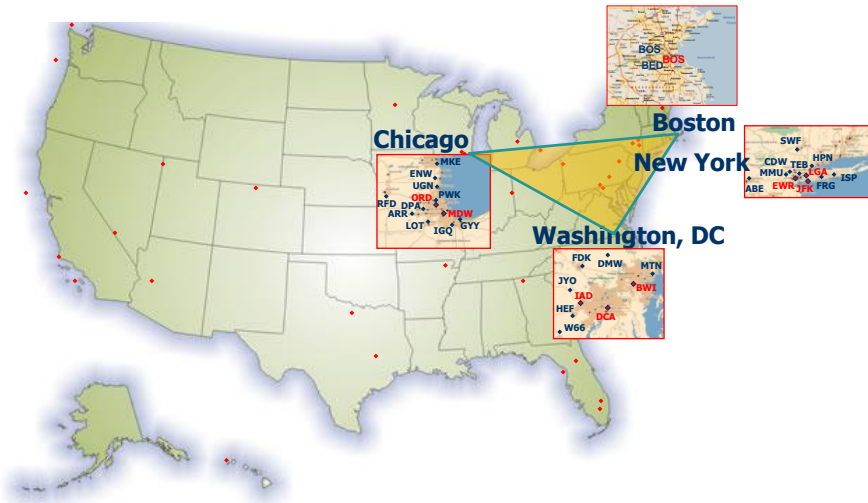 BOS
BED
BOS
Boston
Chicago
New York
Washington, DC
MKE
ENW
UGN
PWK
RFD
ORD
DPA
ARR
MDW
LOT
IGQ
GYY
SWF
HPN
CDW
TEB
LGA
MMU
ISP
ABE
EWR
JFK
FRG
FDK
DMW
MTN
JYO
IAD
BWI
HEF
DCA
W66